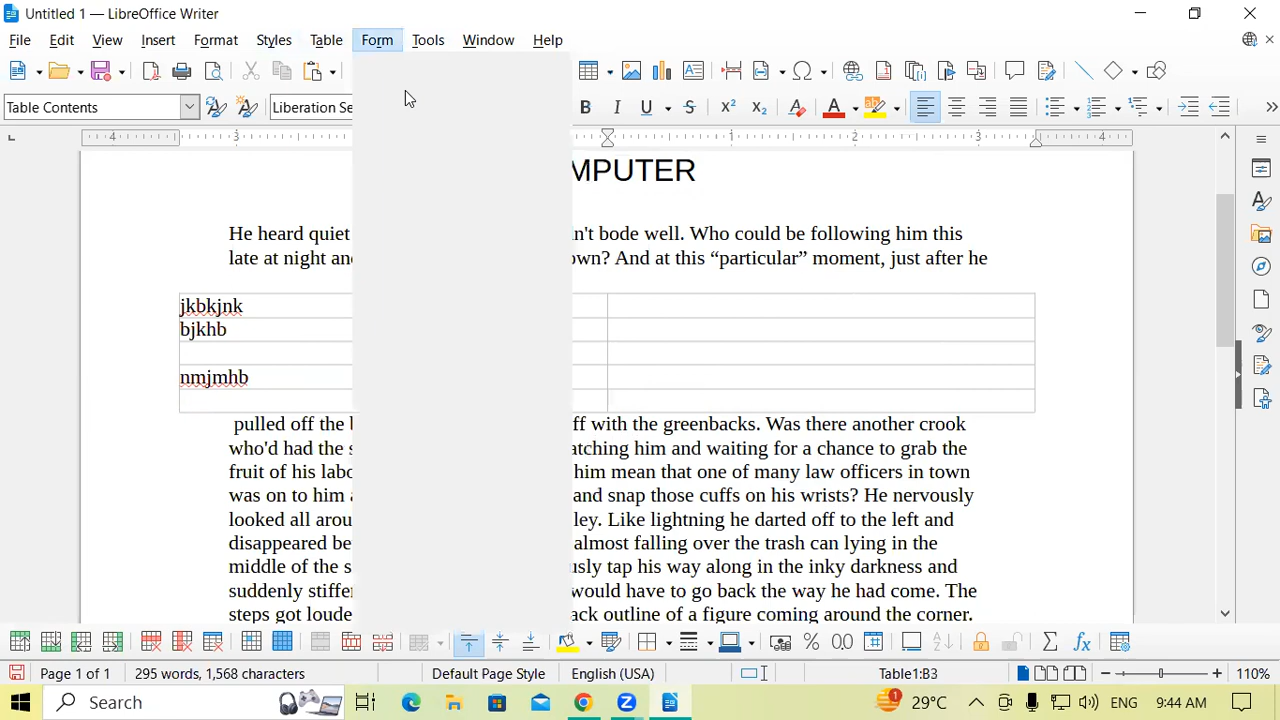 Untitled 1 — LibreOffice Writer
File Edit View Insert Format Styles Table Form Tools Window Help
Table Contents Liberation Se
4 3 1 2 3 4
MPUTER
He heard quiet n't bode well. Who could be following him this
late at night and own? And at this “particular” moment, just after he
jkbkjnk
bjkhb
nmjmhb
pulled off the b ff with the greenbacks. Was there another crook
who'd had the s atching him and waiting for a chance to grab the
fruit of his labo him mean that one of many law officers in town
was on to him a and snap those cuffs on his wrists? He nervously
looked all arou ley. Like lightning he darted off to the left and
disappeared be almost falling over the trash can lying in the
middle of the s usly tap his way along in the inky darkness and
suddenly stiffe would have to go back the way he had come. The
steps got loude ack outline of a figure coming around the corner.
Page 1 of 1 295 words, 1,568 characters Default Page Style English (USA) Table1:B3 110%
Search 1 29°C ENG 9:44 AM